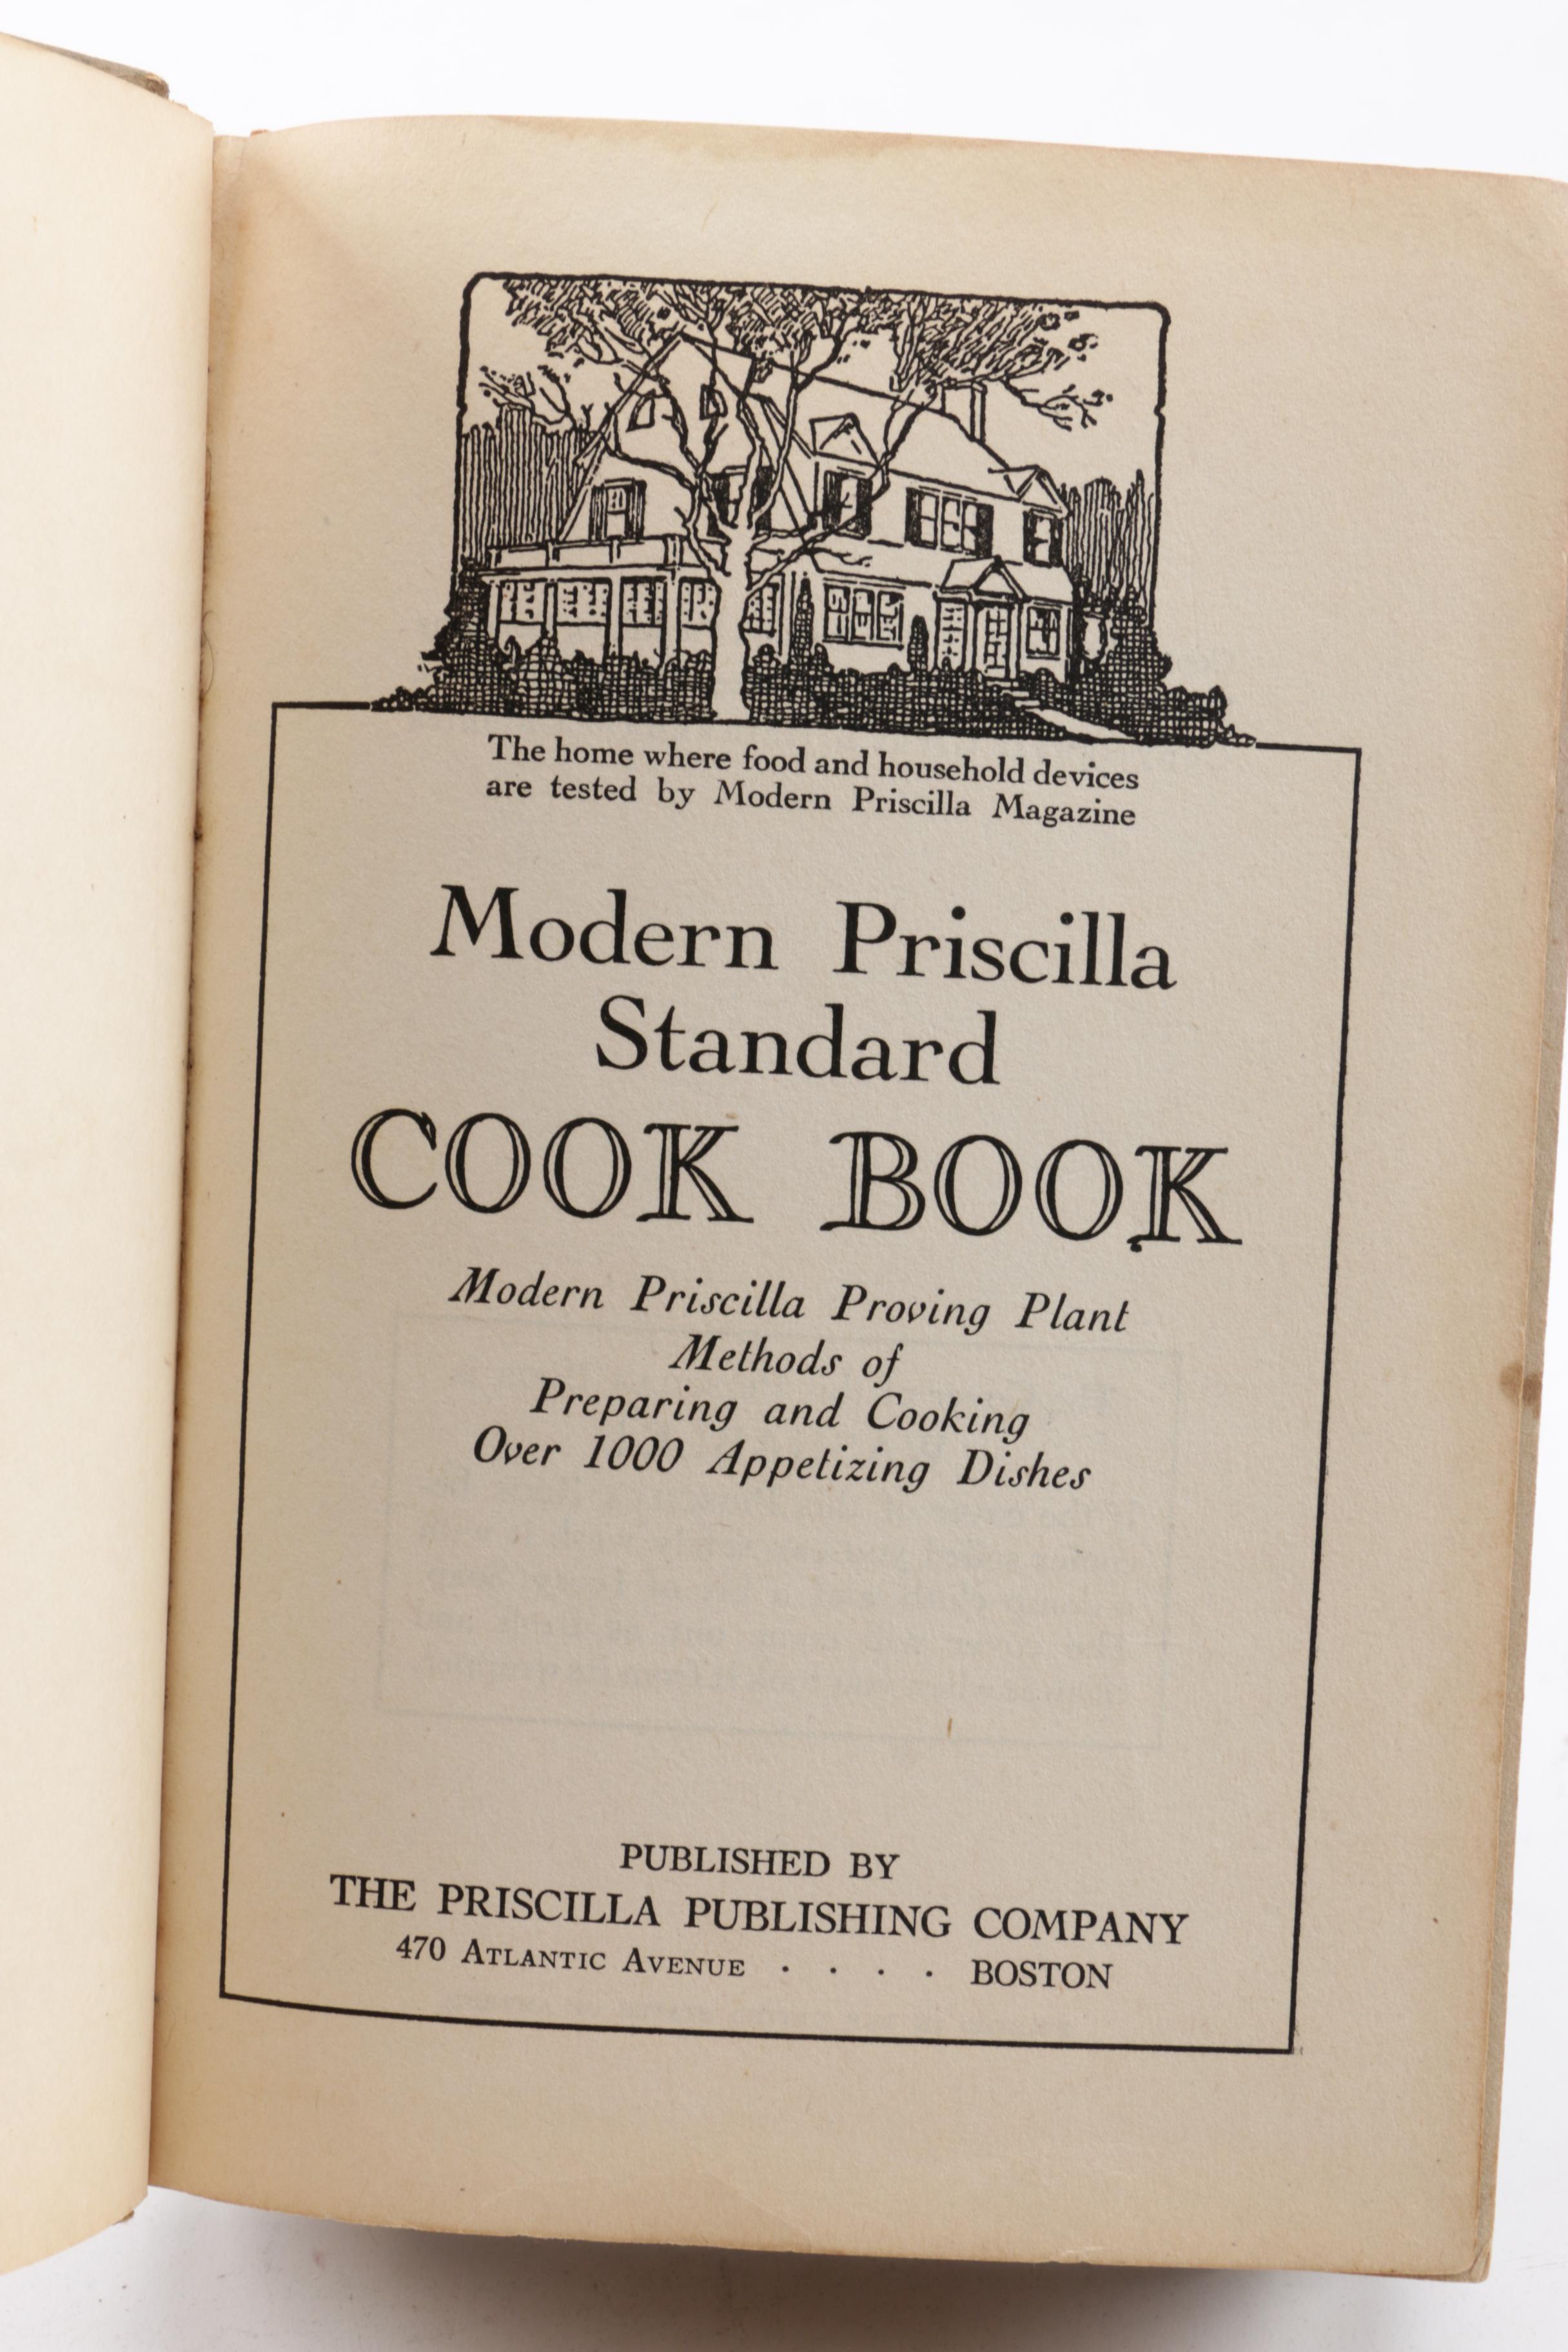 The home where food and household devices
are tested by Modern Priscilla Magazine
Modern Priscilla
Standard
COOK BOOK
Modern Priscilla Proving Plant
Methods of
Preparing and Cooking
Over 1000 Appetizing Dishes
PUBLISHED BY
THE PRISCILLA PUBLISHING COMPANY
470 ATLANTIC AVENUE . . . . BOSTON